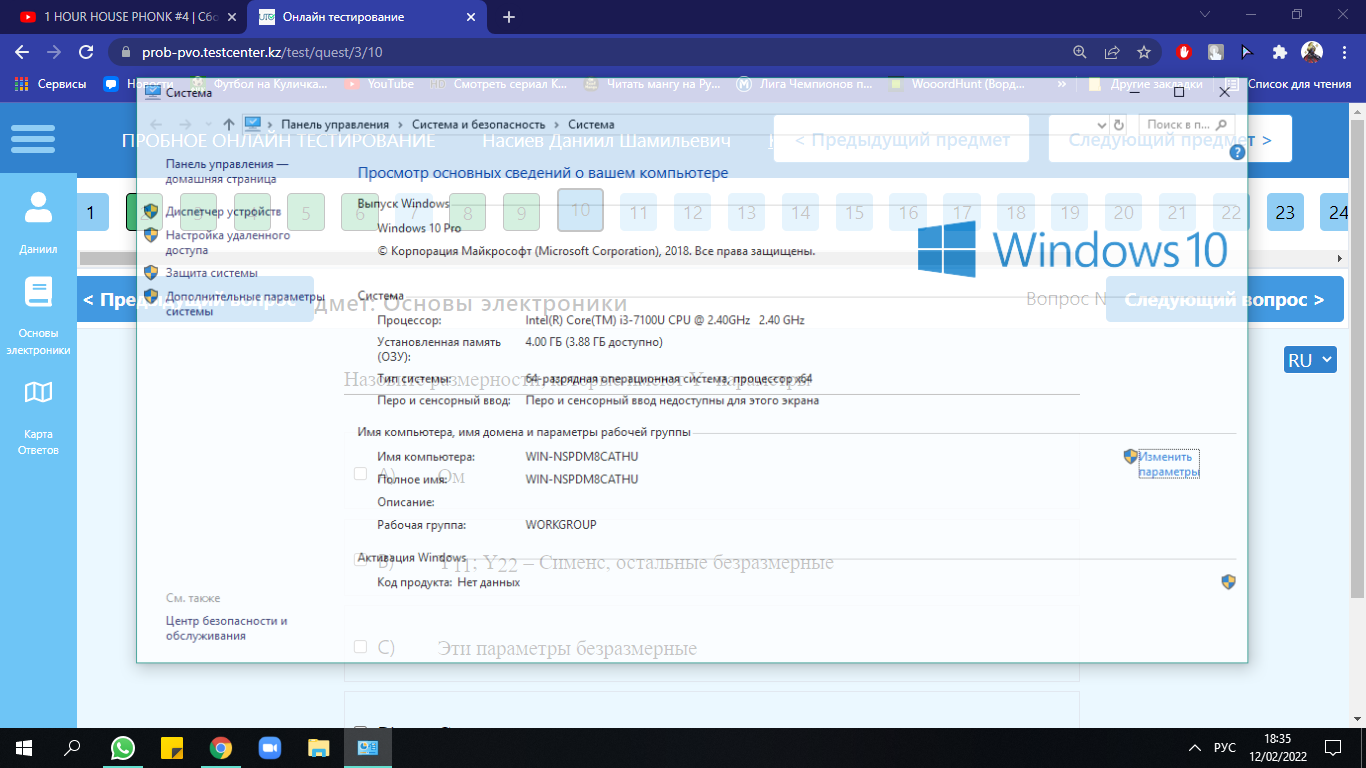 1 HOUR HOUSE PHONK #4 | Сбо
Онлайн тестирование
prob-pvo.testcenter.kz/test/quest/3/10
Сервисы
Новости
Футбол на Куличка...
YouTube
Смотреть сериал К...
Читать мангу на Ру...
Лига Чемпионов п...
WooordHunt (Ворд...
»
Другие закладки
Список для чтения
Система
Панель управления > Система и безопасность > Система
Поиск в п...
ПРОБНОЕ ОНЛАЙН ТЕСТИРОВАНИЕ
Насиев Даниил Шамильевич
< Предыдущий предмет
Следующий предмет >
Панель управления —
домашняя страница
Просмотр основных сведений о вашем компьютере
1 2 3 4 5 6 7 8 9 10 11 12 13 14 15 16 17 18 19 20 21 22 23 24
Диспетчер устройств
Настройка удаленного
доступа
Защита системы
Дополнительные параметры
системы
Выпуск Windows
Windows 10 Pro
© Корпорация Майкрософт (Microsoft Corporation), 2018. Все права защищены.
Windows 10
Даниил
Основы
электроники
Карта
Ответов
< Предыдущий вопрос
дмет: Основы электроники
Вопрос N
Следующий вопрос >
RU
Система
Процессор: Intel(R) Core(TM) i3-7100U CPU @ 2.40GHz 2.40 GHz
Установленная память
(ОЗУ):
4.00 ГБ (3.88 ГБ доступно)
Тип системы: 64-разрядная операционная система, процессор x64
Перо и сенсорный ввод: Перо и сенсорный ввод недоступны для этого экрана
Имя компьютера, имя домена и параметры рабочей группы
Имя компьютера: WIN-NSPDM8CATHU
Изменить
параметры
Полное имя: WIN-NSPDM8CATHU
Описание:
Рабочая группа: WORKGROUP
A) Ом
Активация Windows
B) Y11; Y22 – Сименс, остальные безразмерные
Код продукта: Нет данных
См. также
Центр безопасности и
обслуживания
C) Эти параметры безразмерные
РУС
18:35
12/02/2022